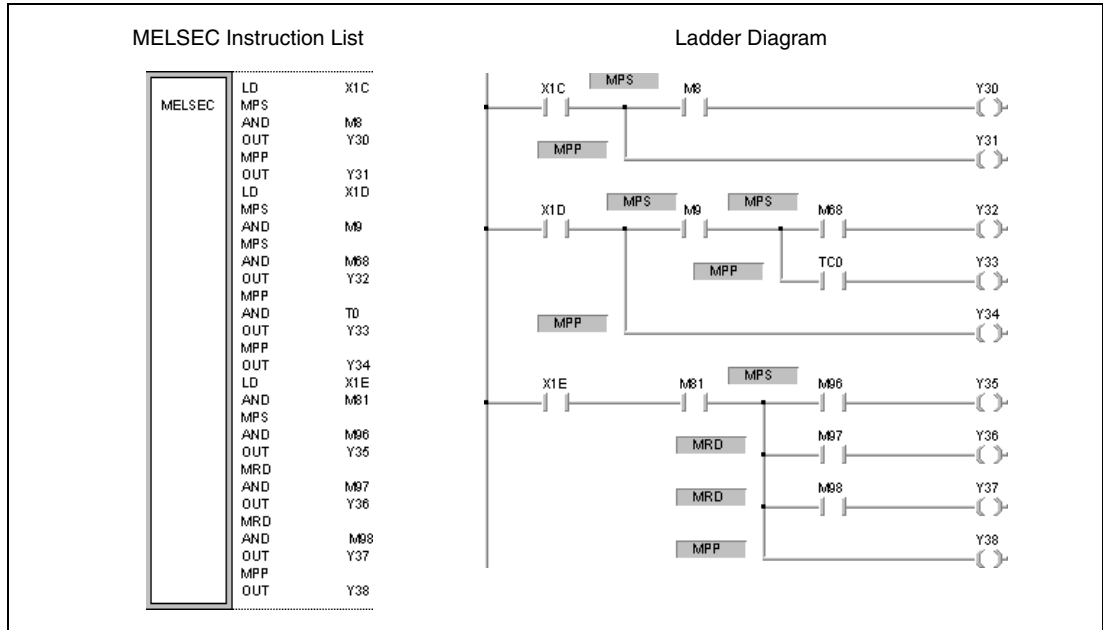 MELSEC Instruction List
Ladder Diagram
MELSEC
LD X1C
MPS
AND M8
OUT Y30
MPP
OUT Y31
LD X1D
MPS
AND M9
MPS
AND M68
OUT Y32
MPP
AND T0
OUT Y33
MPP
OUT Y34
LD X1E
AND M81
MPS
AND M96
OUT Y35
MRD
AND M97
OUT Y36
MRD
AND M98
OUT Y37
MPP
OUT Y38
X1C MPS M8 Y30
MPP Y31
X1D MPS M9 MPS M68 Y32
MPP TC0 Y33
MPP Y34
X1E M81 MPS M96 Y35
MRD M97 Y36
MRD M98 Y37
MPP Y38